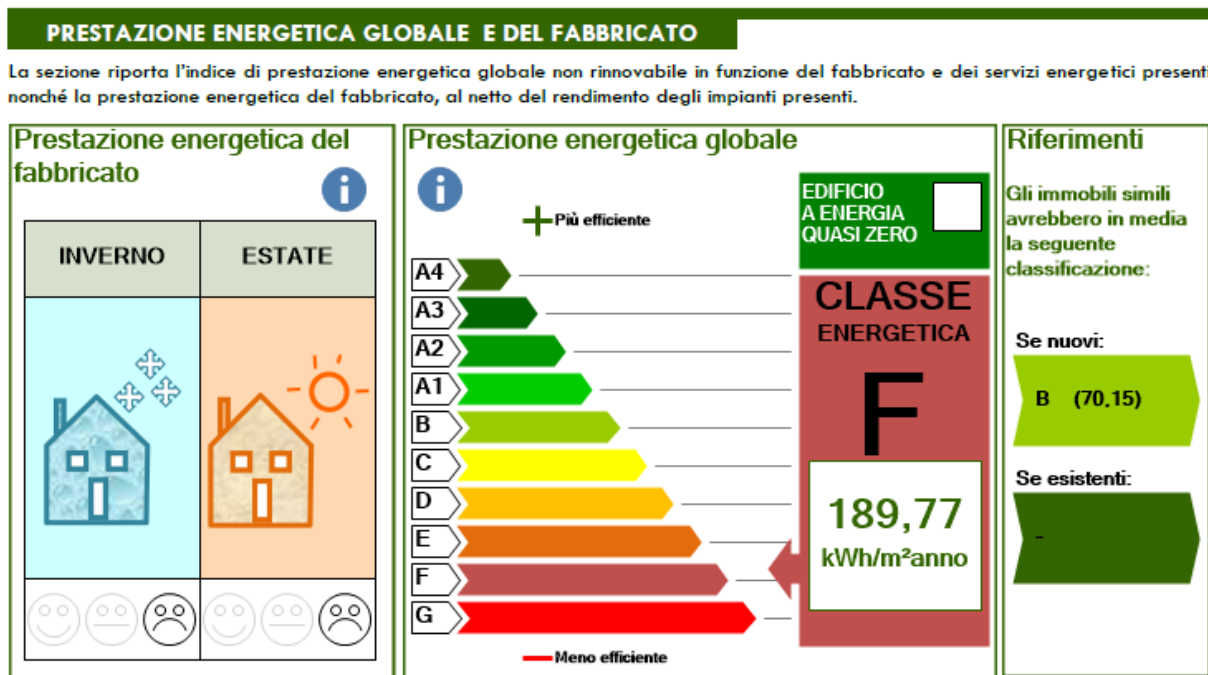 PRESTAZIONE ENERGETICA GLOBALE E DEL FABBRICATO
La sezione riporta l'indice di prestazione energetica globale non rinnovabile in funzione del fabbricato e dei servizi energetici presenti
nonché la prestazione energetica del fabbricato, al netto del rendimento degli impianti presenti.
Prestazione energetica del
fabbricato
i
INVERNO
ESTATE
Prestazione energetica globale
i
Più efficiente
A4
A3
A2
A1
B
C
D
E
F
G
Meno efficiente
EDIFICIO
A ENERGIA
QUASI ZERO
CLASSE
ENERGETICA
F
189,77
kWh/m²anno
Riferimenti
Gli immobili simili
avrebbero in media
la seguente
classificazione:
Se nuovi:
B (70,15)
Se esistenti:
-